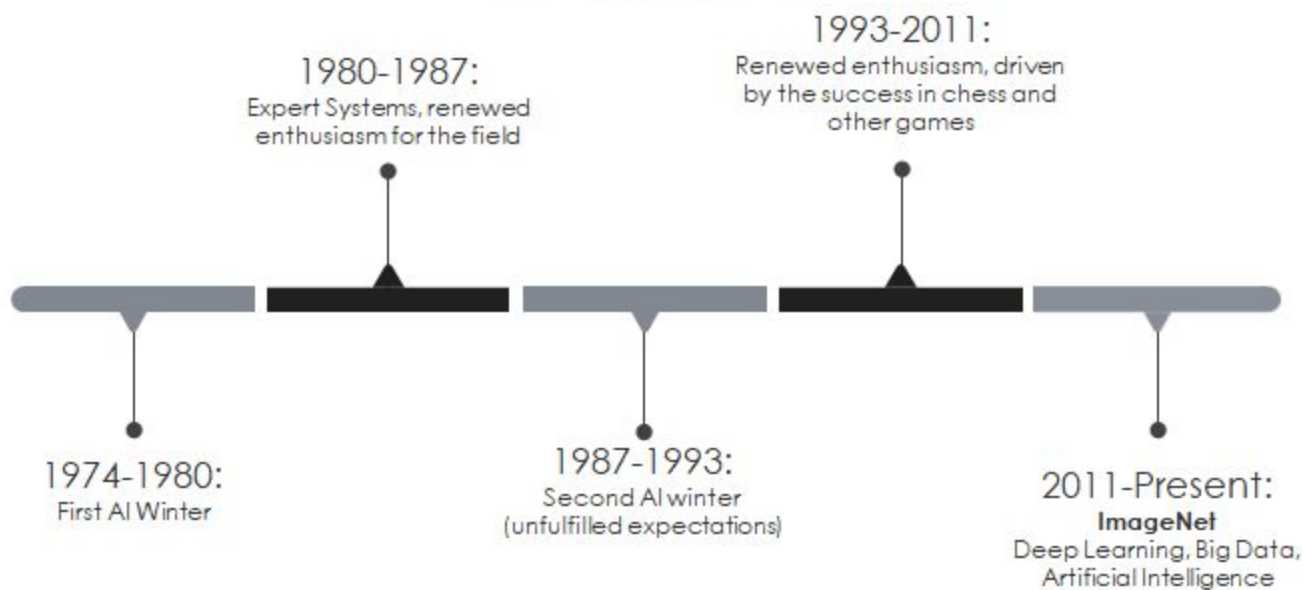 1974-1980:
First AI Winter
1980-1987:
Expert Systems, renewed
enthusiasm for the field
1987-1993:
Second AI winter
(unfulfilled expectations)
1993-2011:
Renewed enthusiasm, driven
by the success in chess and
other games
2011-Present:
ImageNet
Deep Learning, Big Data,
Artificial Intelligence